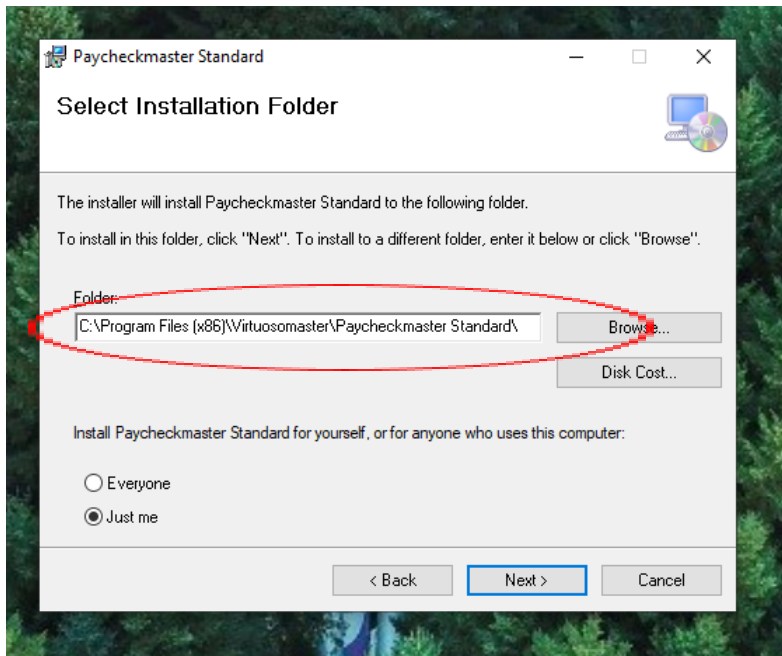 Paycheckmaster Standard
Select Installation Folder
The installer will install Paycheckmaster Standard to the following folder.
To install in this folder, click "Next". To install to a different folder, enter it below or click "Browse".
Folder:
C:\Program Files (x86)\Virtuosomaster\Paycheckmaster Standard\
Browse...
Disk Cost...
Install Paycheckmaster Standard for yourself, or for anyone who uses this computer:
Everyone
Just me
< Back
Next >
Cancel